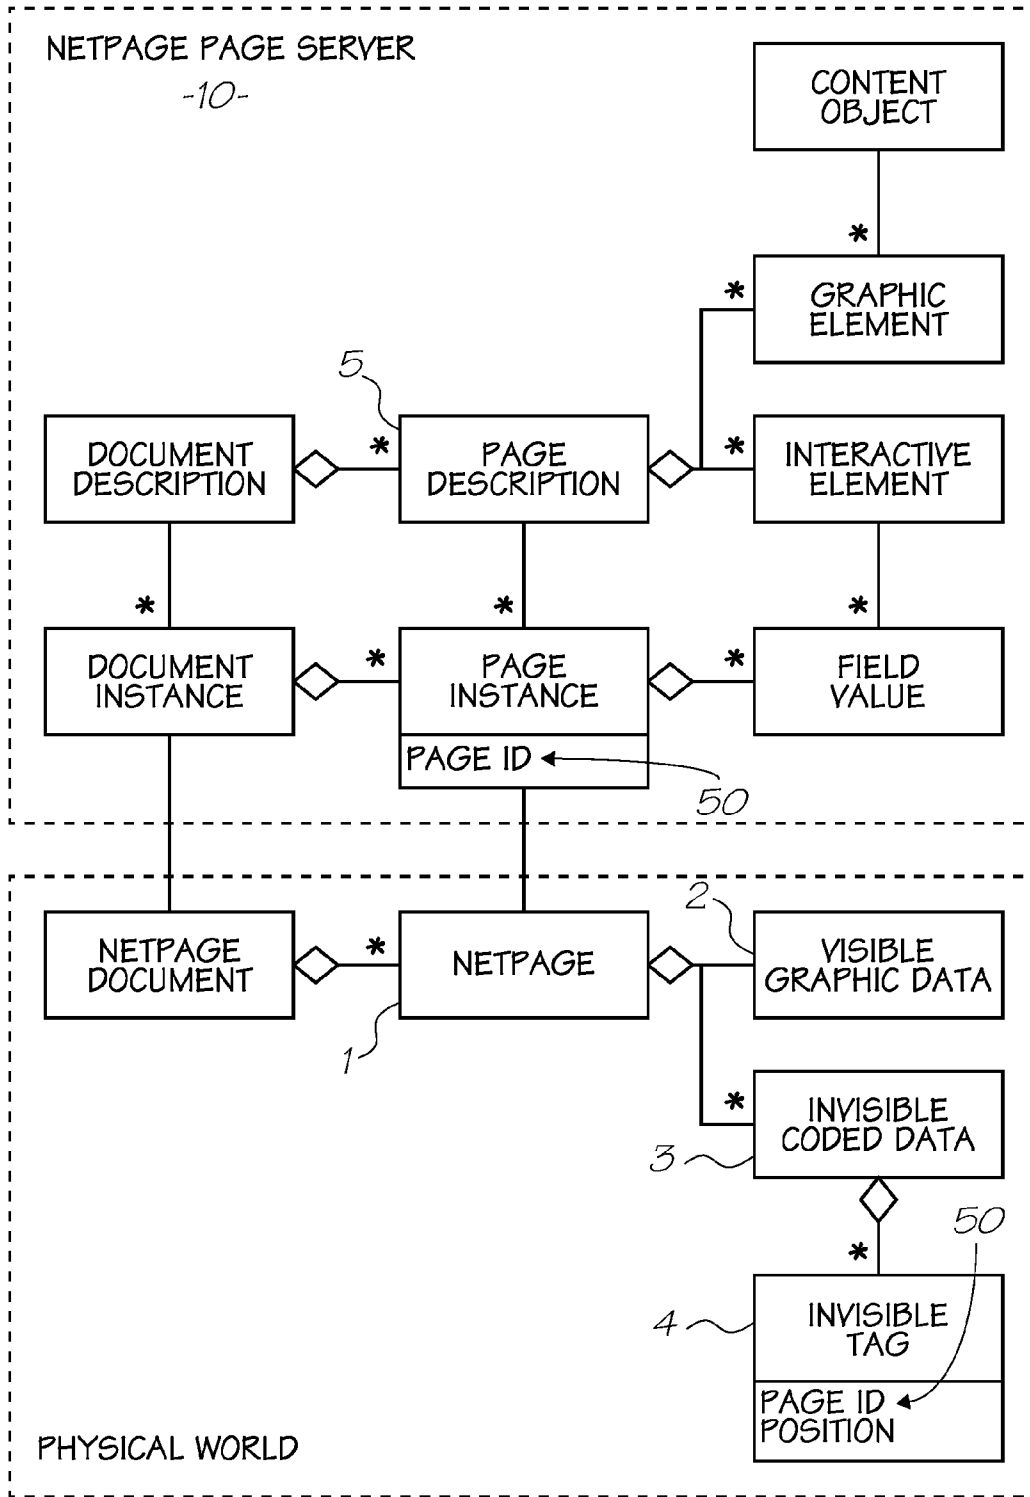 NETPAGE PAGE SERVER
-10-
CONTENT
OBJECT
*
*
GRAPHIC
ELEMENT
5
DOCUMENT
DESCRIPTION
*
PAGE
DESCRIPTION
*
INTERACTIVE
ELEMENT
*
*
*
DOCUMENT
INSTANCE
*
PAGE
INSTANCE
*
FIELD
VALUE
PAGE ID
50
NETPAGE
DOCUMENT
*
NETPAGE
1
2
VISIBLE
GRAPHIC DATA
*
INVISIBLE
CODED DATA
3
*
50
4
INVISIBLE
TAG
PAGE ID
POSITION
PHYSICAL WORLD